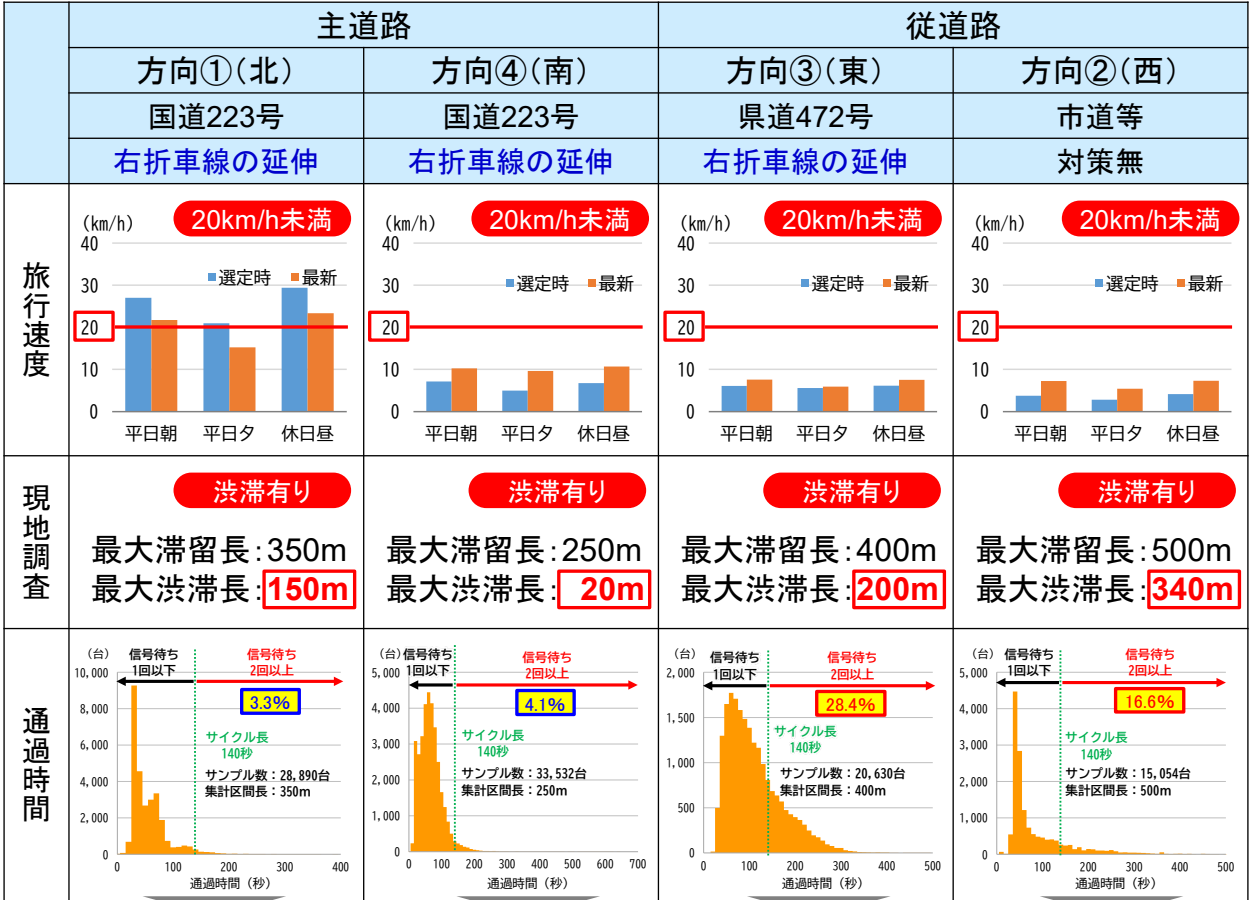 主道路
従道路
方向①(北)
方向④(南)
方向③(東)
方向②(西)
国道223号
国道223号
県道472号
市道等
右折車線の延伸
右折車線の延伸
右折車線の延伸
対策無
旅行速度
(km/h)
20km/h未満
40
30
20
10
0
選定時
最新
平日朝
平日夕
休日昼
(km/h)
20km/h未満
40
30
20
10
0
選定時
最新
平日朝
平日夕
休日昼
(km/h)
20km/h未満
40
30
20
10
0
選定時
最新
平日朝
平日夕
休日昼
(km/h)
20km/h未満
40
30
20
10
0
選定時
最新
平日朝
平日夕
休日昼
現地調査
渋滞有り
最大滞留長:350m
最大渋滞長:150m
渋滞有り
最大滞留長:250m
最大渋滞長: 20m
渋滞有り
最大滞留長:400m
最大渋滞長:200m
渋滞有り
最大滞留長:500m
最大渋滞長:340m
通過時間
(台)
信号待ち
1回以下
信号待ち
2回以上
3.3%
サイクル長
140秒
サンプル数:28,890台
集計区間長:350m
10,000
8,000
6,000
4,000
2,000
0
0 100 200 300 400
通過時間(秒)
(台)
信号待ち
1回以下
信号待ち
2回以上
4.1%
サイクル長
140秒
サンプル数:33,532台
集計区間長:250m
5,000
4,000
3,000
2,000
1,000
0
0 100 200 300 400 500 600 700
通過時間(秒)
(台)
信号待ち
1回以下
信号待ち
2回以上
28.4%
サイクル長
140秒
サンプル数:20,630台
集計区間長:400m
2,000
1,500
1,000
500
0
0 100 200 300 400 500
通過時間(秒)
(台)
信号待ち
1回以下
信号待ち
2回以上
16.6%
サイクル長
140秒
サンプル数:15,054台
集計区間長:500m
5,000
4,000
3,000
2,000
1,000
0
0 100 200 300 400 500
通過時間(秒)